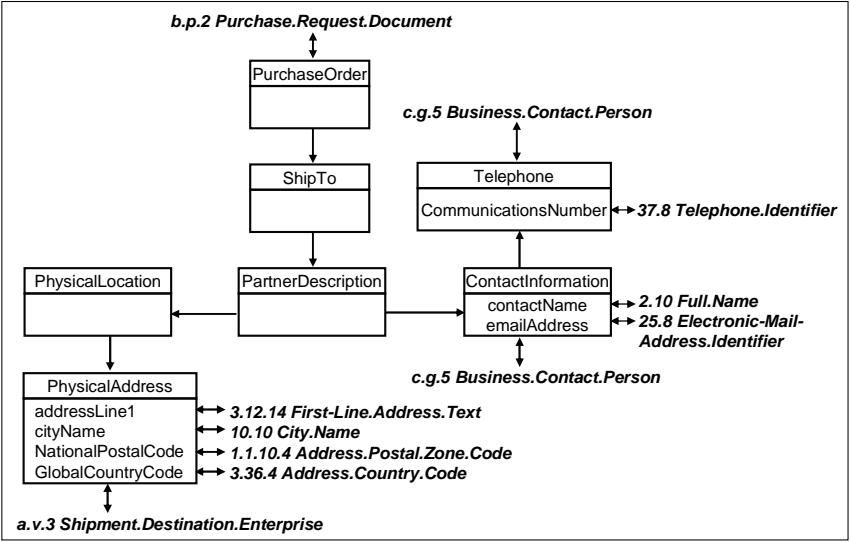 b.p.2 Purchase.Request.Document
PurchaseOrder
c.g.5 Business.Contact.Person
ShipTo
Telephone
CommunicationsNumber
37.8 Telephone.Identifier
PhysicalLocation
PartnerDescription
ContactInformation
contactName
emailAddress
2.10 Full.Name
25.8 Electronic-Mail-
Address.Identifier
c.g.5 Business.Contact.Person
PhysicalAddress
addressLine1
3.12.14 First-Line.Address.Text
cityName
10.10 City.Name
NationalPostalCode
1.1.10.4 Address.Postal.Zone.Code
GlobalCountryCode
3.36.4 Address.Country.Code
a.v.3 Shipment.Destination.Enterprise